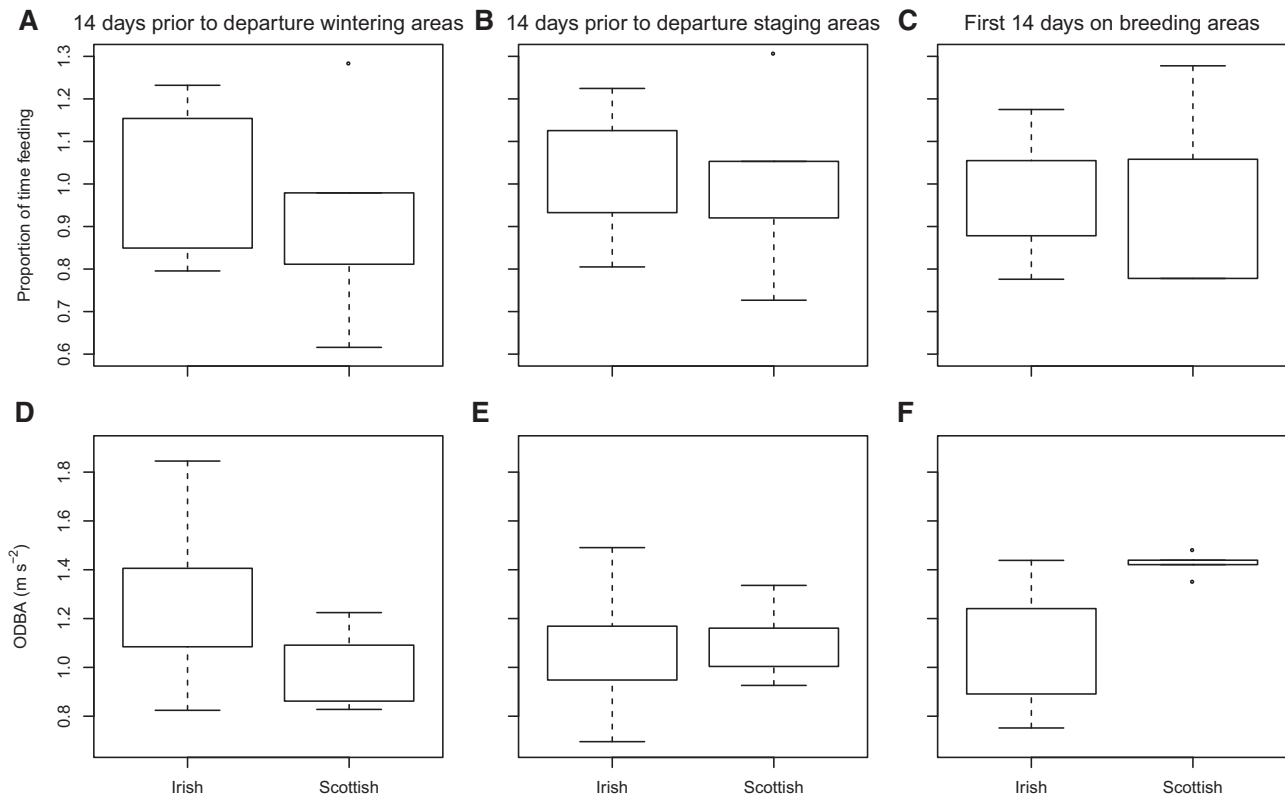 A 14 days prior to departure wintering areas
B 14 days prior to departure staging areas
C First 14 days on breeding areas
Proportion of time feeding
1.3
1.2
1.1
1.0
0.9
0.8
0.7
0.6
D
E
F
ODBA (m s⁻²)
1.8
1.6
1.4
1.2
1.0
0.8
Irish Scottish
Irish Scottish
Irish Scottish